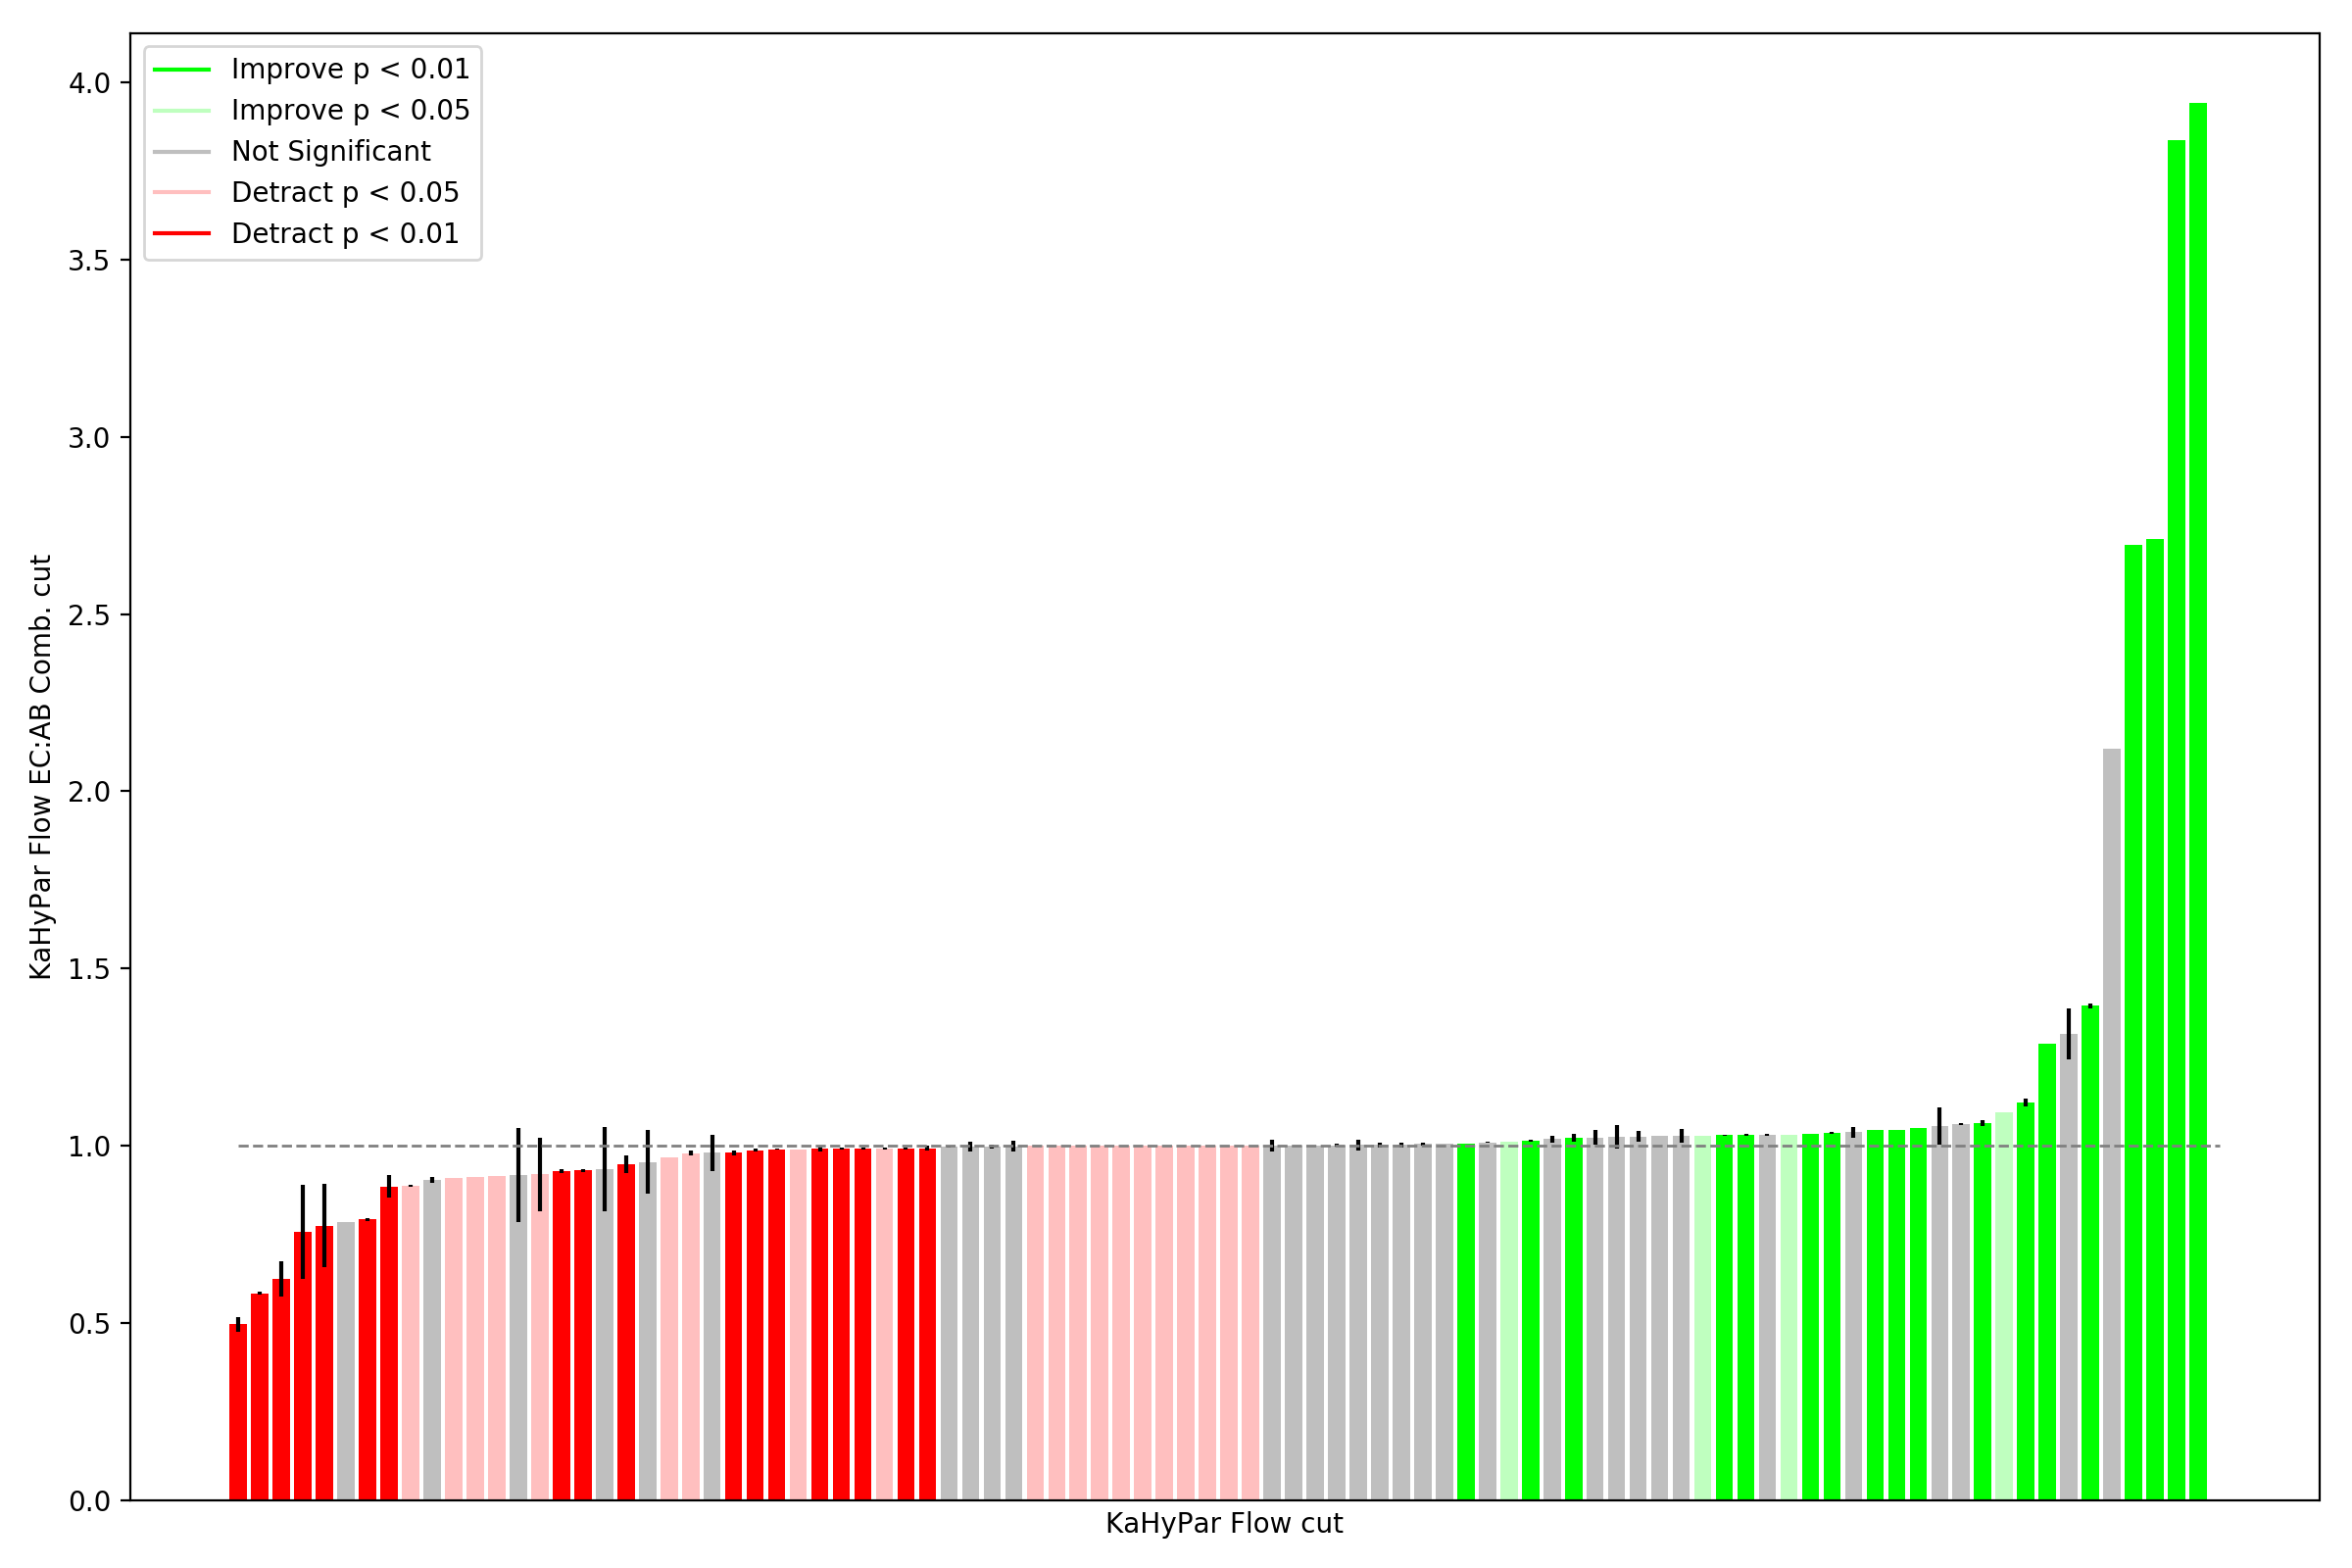 Improve p < 0.01
Improve p < 0.05
Not Significant
Detract p < 0.05
Detract p < 0.01
4.0
3.5
3.0
2.5
2.0
1.5
1.0
0.5
0.0
KaHyPar Flow EC:AB Comb. cut
KaHyPar Flow cut